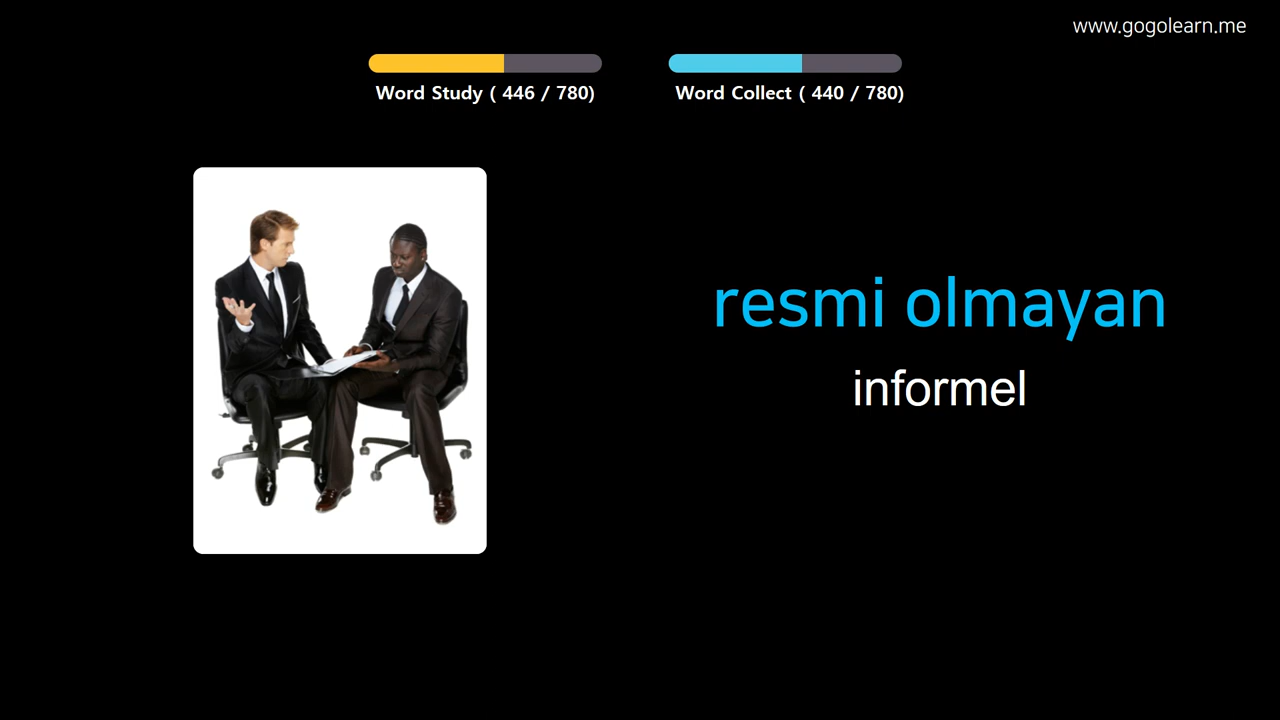 www.gogolearn.me
Word Study ( 446 / 780)
Word Collect ( 440 / 780)
resmi olmayan
informel